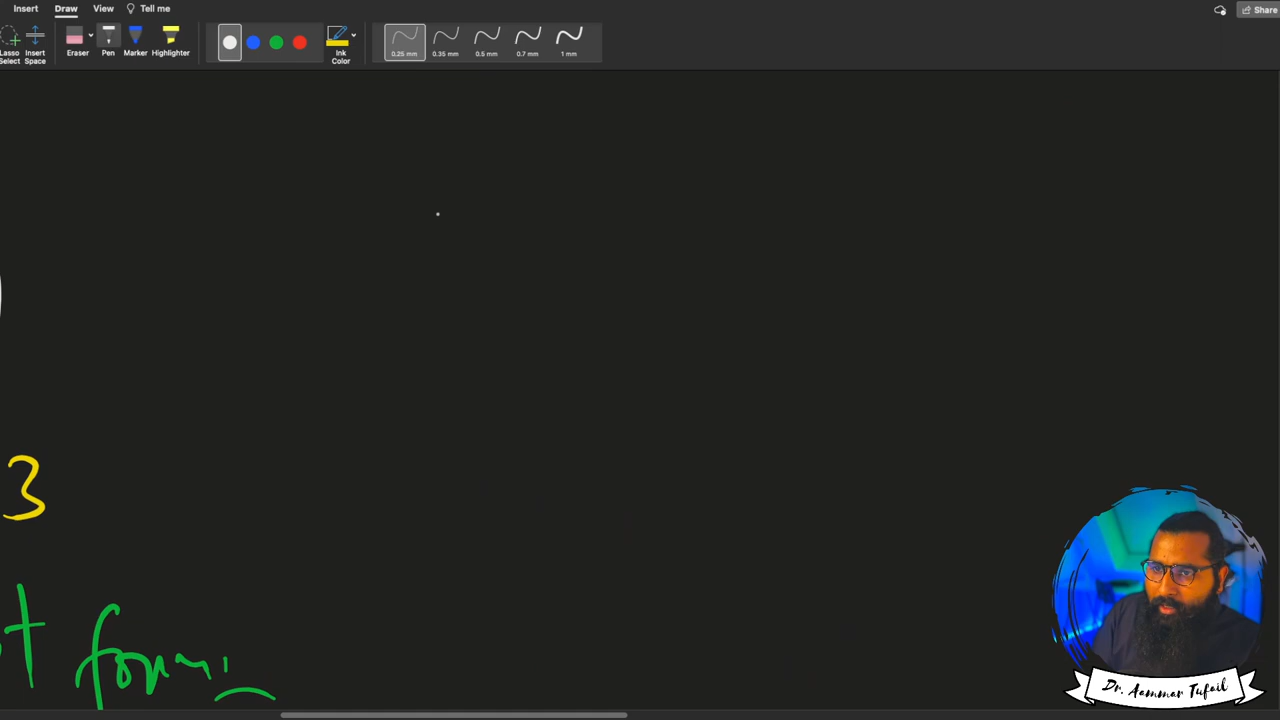 Insert Draw View Tell me
Share
Lasso Select
Insert Space
Eraser
Pen
Marker
Highlighter
Ink Color
0.25 mm
0.35 mm
0.5 mm
0.7 mm
1 mm
3
Dr. Aammar Tufail